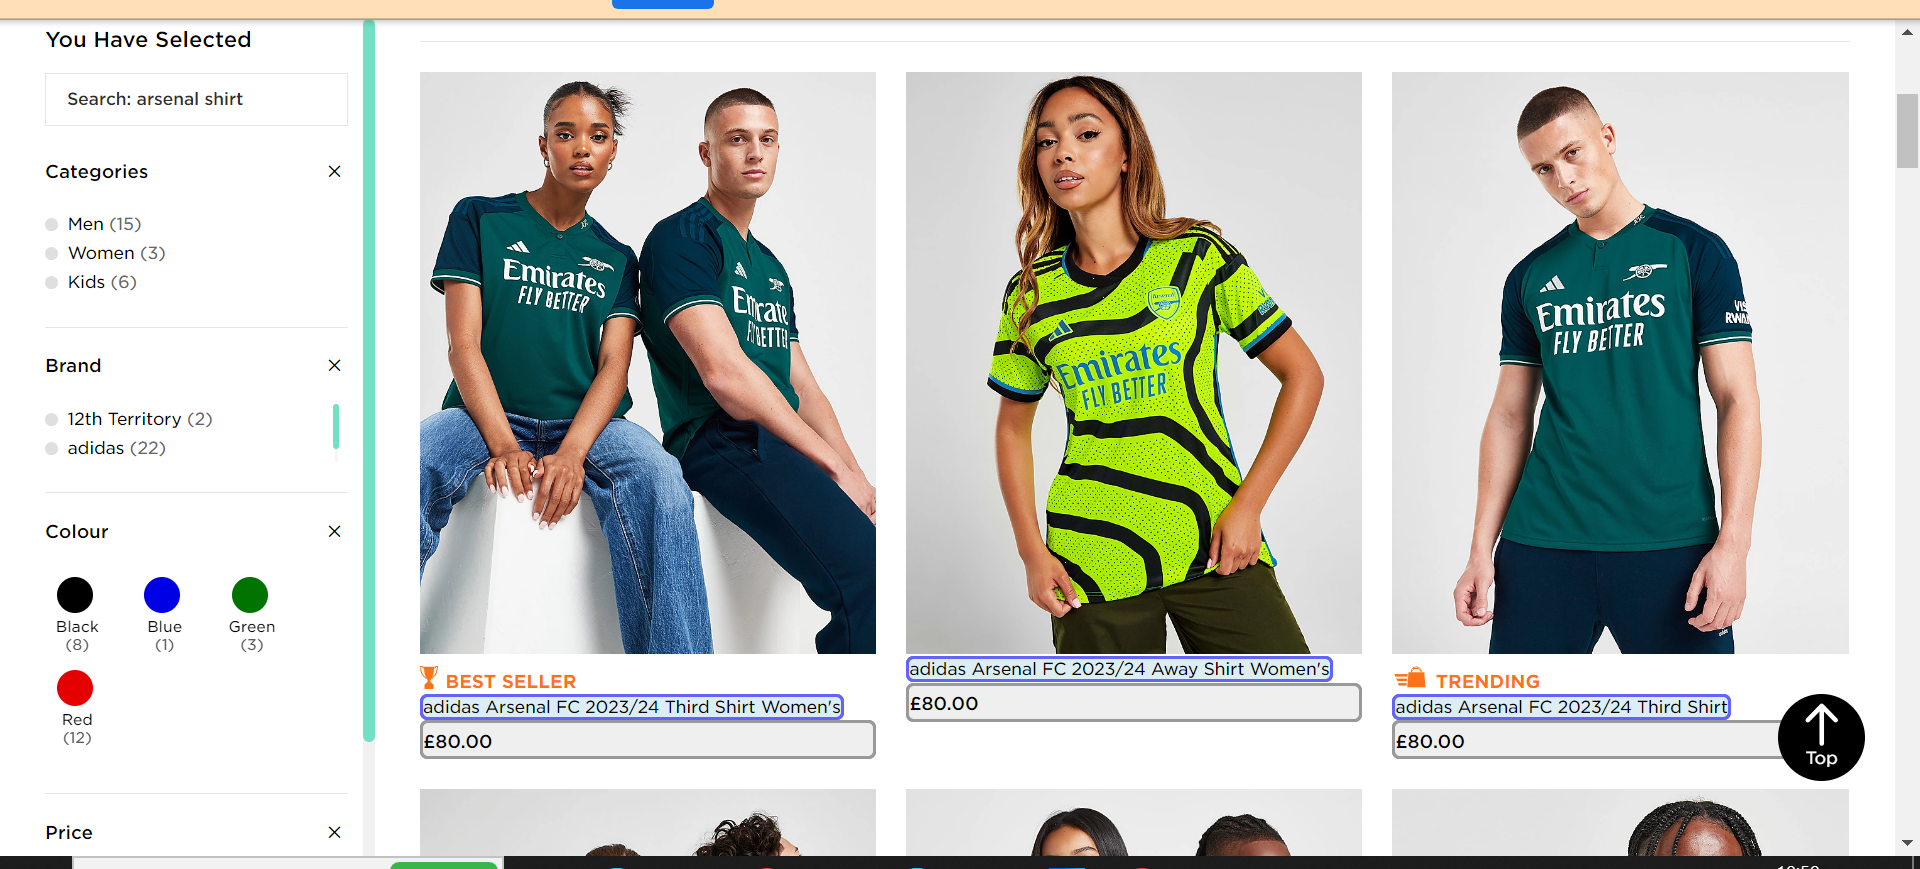 You Have Selected
Search: arsenal shirt
Categories
Men (15)
Women (3)
Kids (6)
Brand
12th Territory (2)
adidas (22)
Colour
Black
(8)
Blue
(1)
Green
(3)
Red
(12)
Price
Emirates
FLY BETTER
Emirates
FLY BETTER
BEST SELLER
adidas Arsenal FC 2023/24 Third Shirt Women's
£80.00
Arsenal
Emirates
FLY BETTER
adidas Arsenal FC 2023/24 Away Shirt Women's
£80.00
Emirates
FLY BETTER
TRENDING
adidas Arsenal FC 2023/24 Third Shirt
£80.00
Top